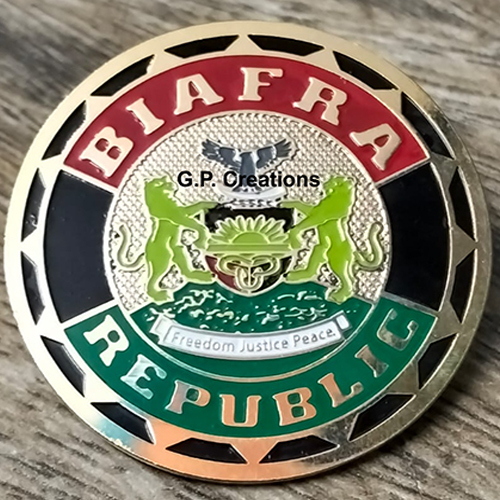 BIAFRA
G.P. Creations
Freedom Justice Peace.
REPUBLIC